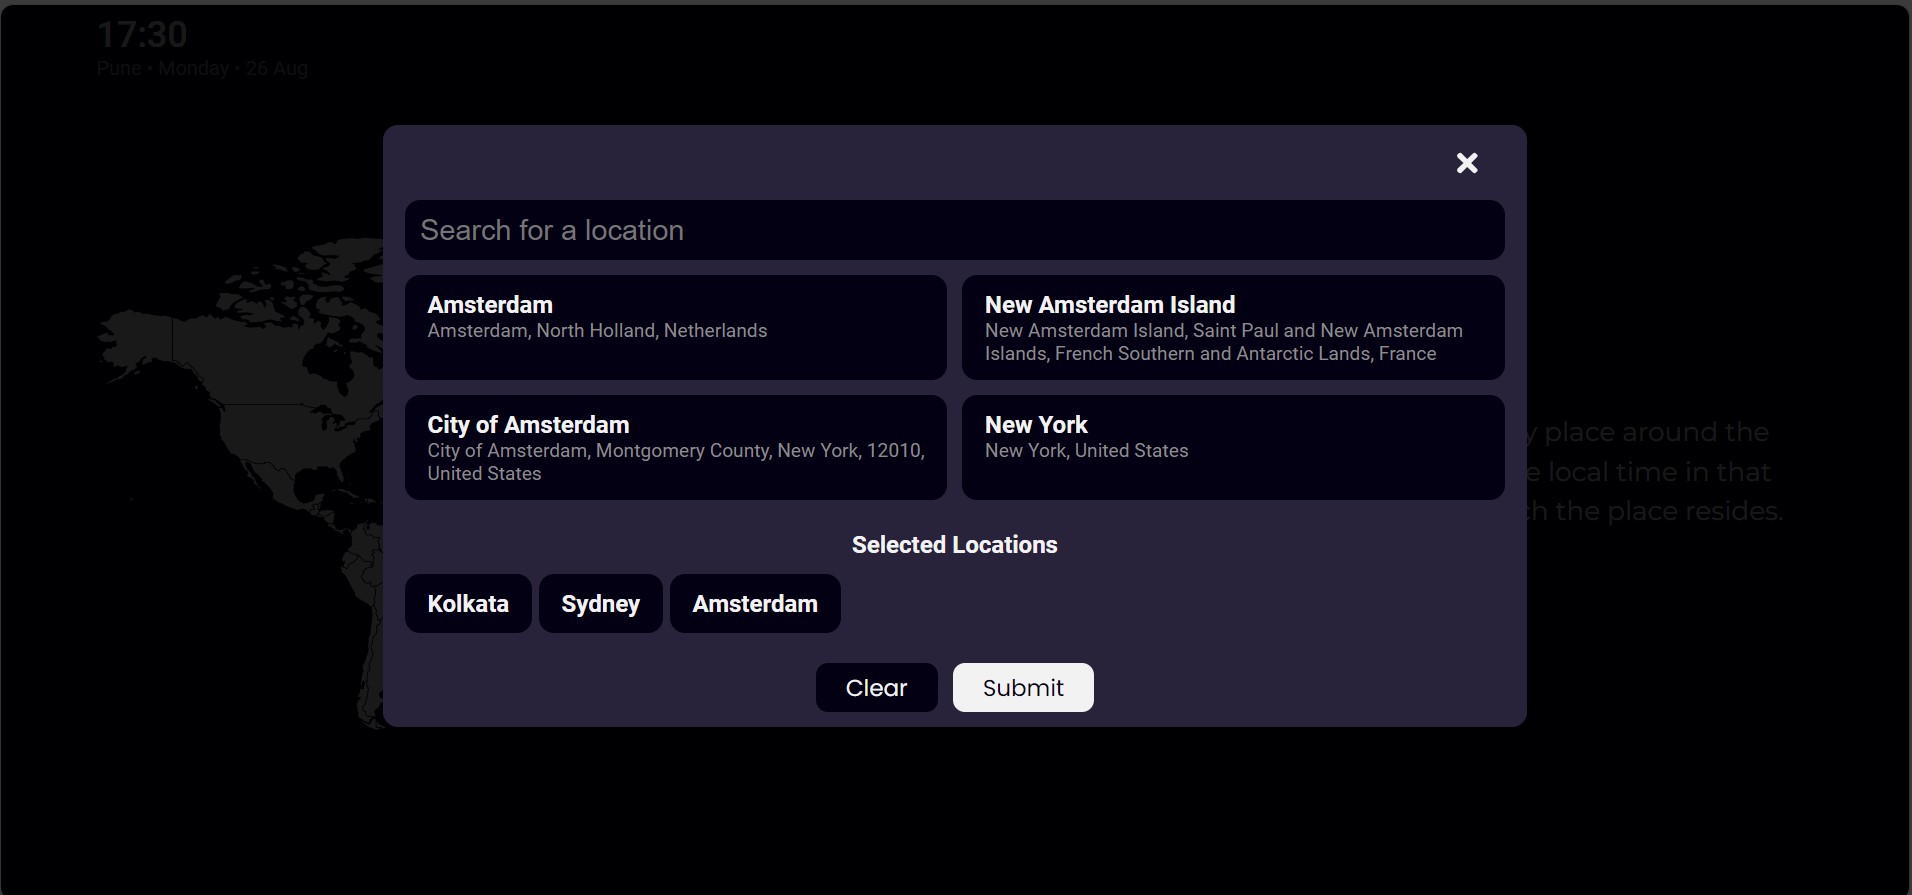 17:30
Pune • Monday • 26 Aug
Search for a location
Amsterdam
Amsterdam, North Holland, Netherlands
New Amsterdam Island
New Amsterdam Island, Saint Paul and New Amsterdam
Islands, French Southern and Antarctic Lands, France
City of Amsterdam
City of Amsterdam, Montgomery County, New York, 12010,
United States
New York
New York, United States
place around the
local time in that
the place resides.
Selected Locations
Kolkata
Sydney
Amsterdam
Clear
Submit